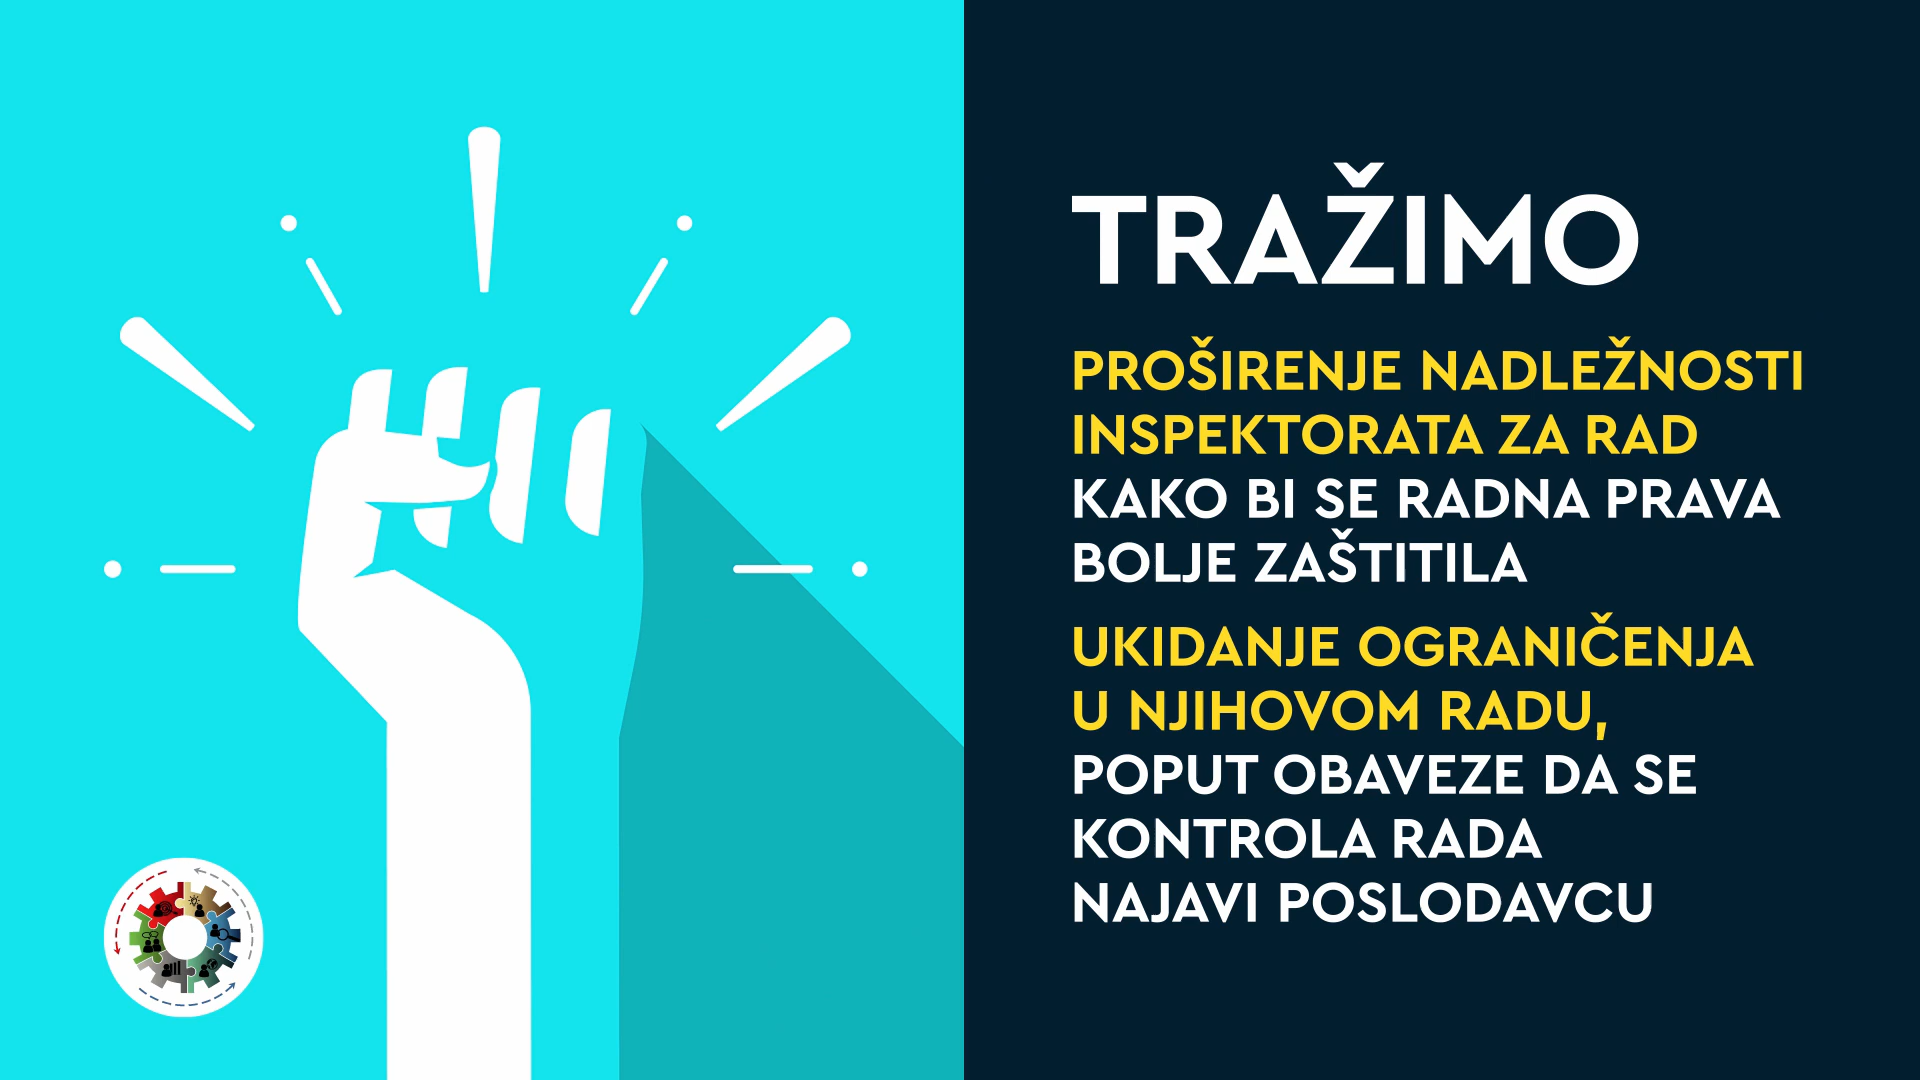 TRAŽIMO
PROŠIRENJE NADLEŽNOSTI
INSPEKTORATA ZA RAD
KAKO BI SE RADNA PRAVA
BOLJE ZAŠTITILA
UKIDANJE OGRANIČENJA
U NJIHOVOM RADU,
POPUT OBAVEZE DA SE
KONTROLA RADA
NAJAVI POSLODAVCU